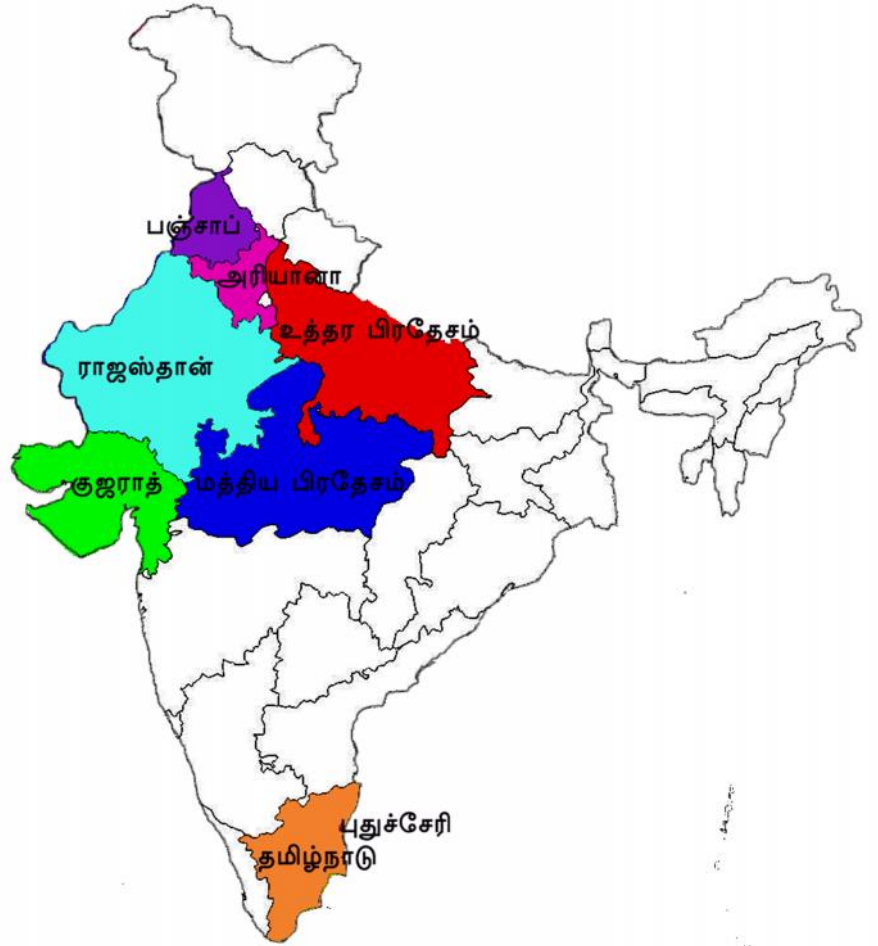 பஞ்சாப்
அரியானா
உத்தர பிரதேசம்
ராஜஸ்தான்
குஜராத்
மத்திய பிரதேசம்
புதுச்சேரி
தமிழ்நாடு